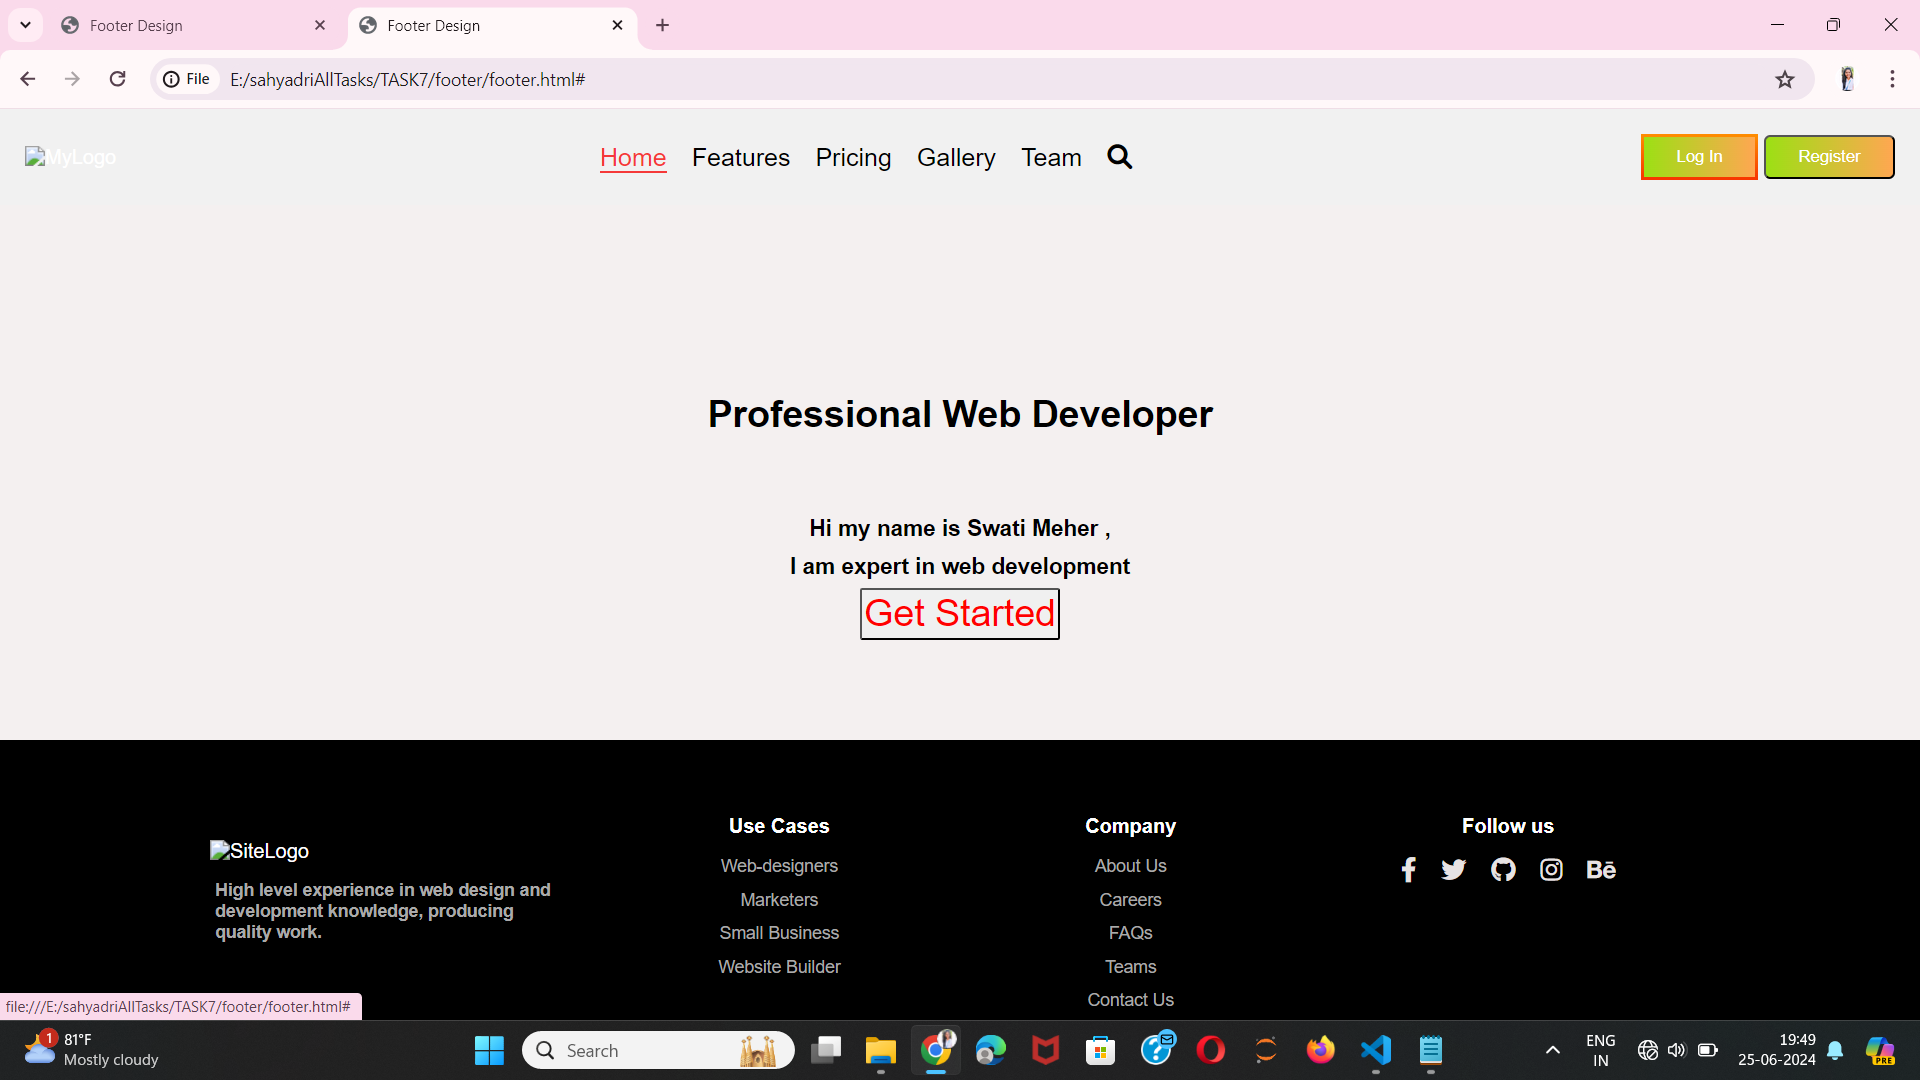 Footer Design
Footer Design
File E:/sahyadriAllTasks/TASK7/footer/footer.html#
MyLogo
Home Features Pricing Gallery Team
Log In Register
Professional Web Developer
Hi my name is Swati Meher ,
I am expert in web development
Get Started
SiteLogo
High level experience in web design and
development knowledge, producing
quality work.
Use Cases
Web-designers
Marketers
Small Business
Website Builder
Company
About Us
Careers
FAQs
Teams
Contact Us
Follow us
Bē
file:///E:/sahyadriAllTasks/TASK7/footer/footer.html#
1
81°F
Mostly cloudy
Search
ENG
IN
19:49
25-06-2024
PRE